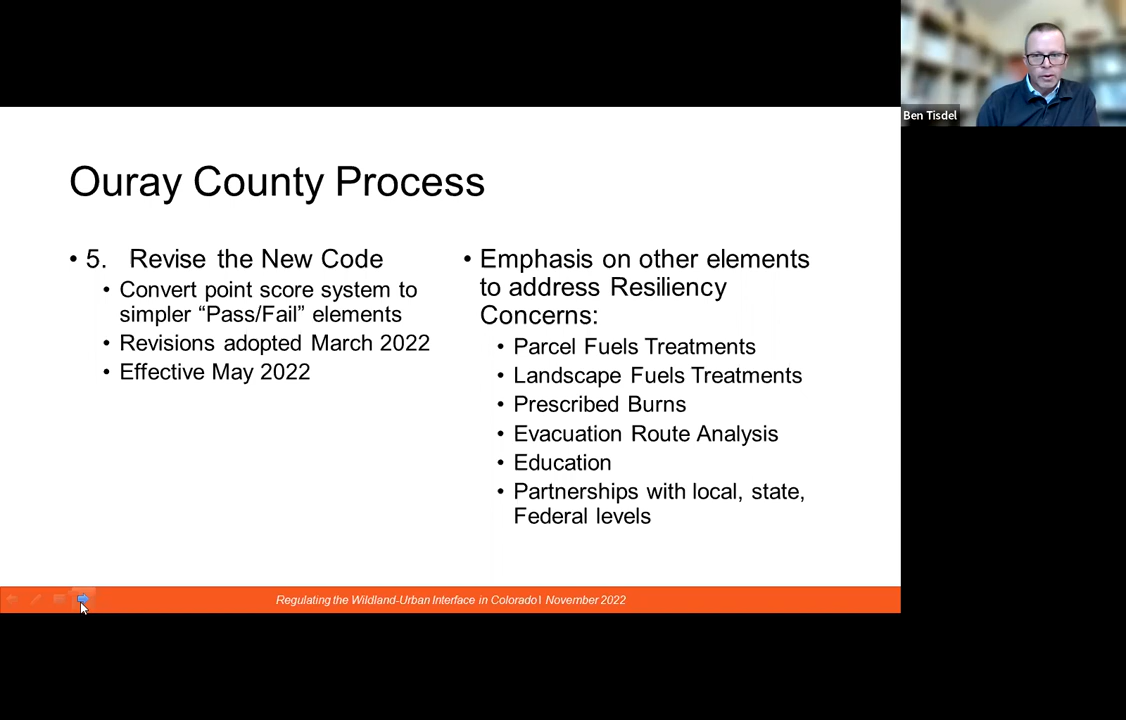 Ben Tisdel
Ouray County Process
• 5. Revise the New Code
• Convert point score system to
simpler “Pass/Fail” elements
• Revisions adopted March 2022
• Effective May 2022
• Emphasis on other elements
to address Resiliency
Concerns:
• Parcel Fuels Treatments
• Landscape Fuels Treatments
• Prescribed Burns
• Evacuation Route Analysis
• Education
• Partnerships with local, state,
Federal levels
Regulating the Wildland-Urban Interface in Colorado| November 2022